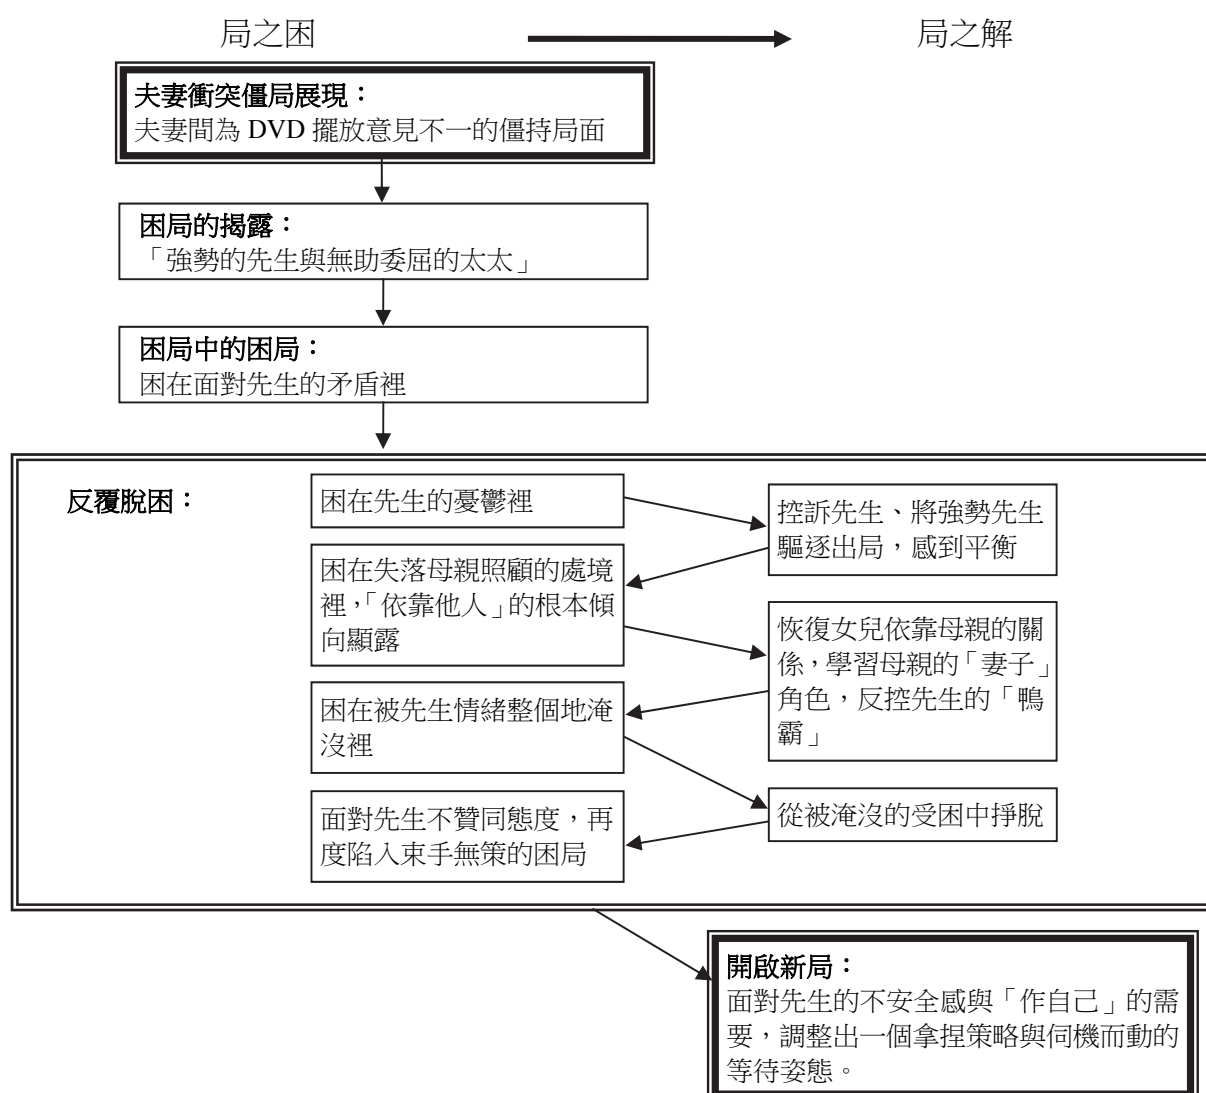 局之困
局之解
夫妻衝突僵局展現：
夫妻間為 DVD 擺放意見不一的僵持局面
困局的揭露：
「強勢的先生與無助委屈的太太」
困局中的困局：
困在面對先生的矛盾裡
反覆脫困：
困在先生的憂鬱裡
控訴先生、將強勢先生
驅逐出局，感到平衡
困在失落母親照顧的處境
裡，「依靠他人」的根本傾
向顯露
恢復女兒依靠母親的關
係，學習母親的「妻子」
角色，反控先生的「鴨
霸」
困在被先生情緒整個地淹
沒裡
從被淹沒的受困中掙脫
面對先生不贊同態度，再
度陷入束手無策的困局
開啟新局：
面對先生的不安全感與「作自己」的需
要，調整出一個拿捏策略與伺機而動的
等待姿態。